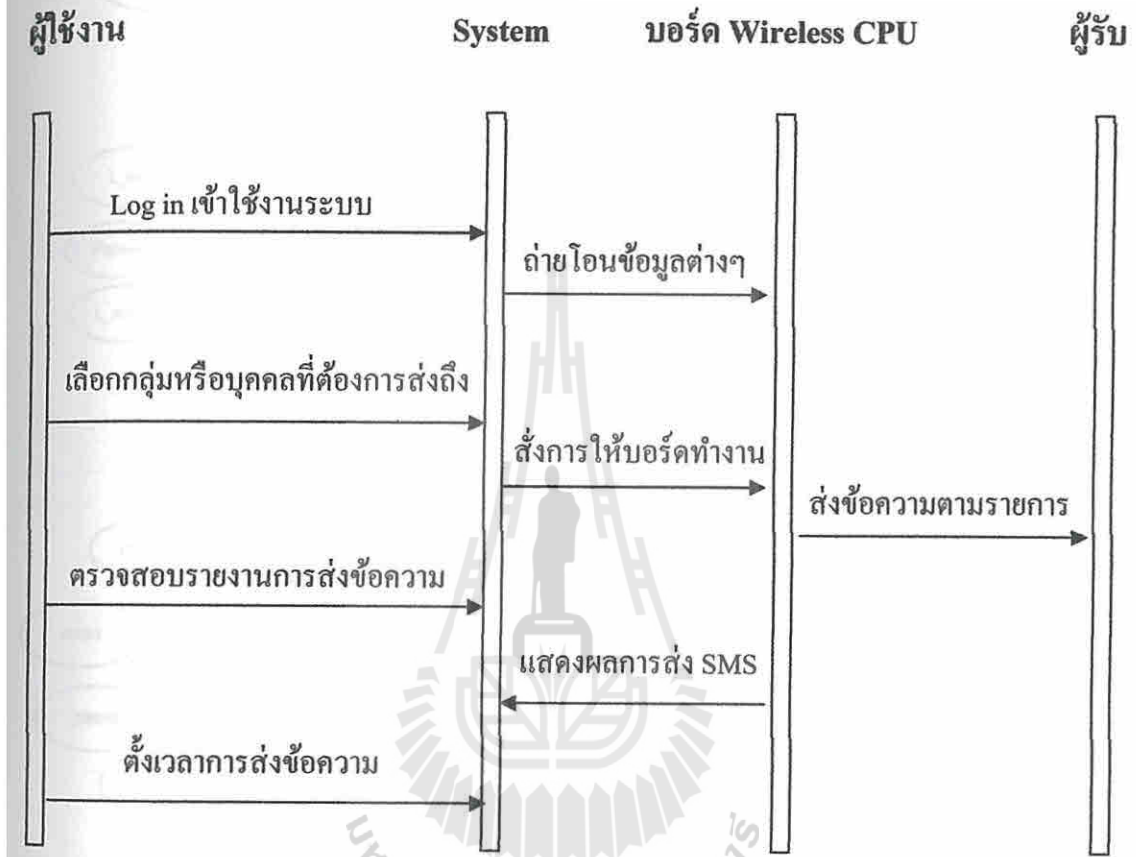 ผู้ใช้งาน System บอร์ด Wireless CPU ผู้รับ
Log in เข้าใช้งานระบบ
ถ่ายโอนข้อมูลต่างๆ
เลือกกลุ่มหรือบุคคลที่ต้องการส่งถึง
สั่งการให้บอร์ดทำงาน
ส่งข้อความตามรายการ
ตรวจสอบรายงานการส่งข้อความ
แสดงผลการส่ง SMS
ตั้งเวลาการส่งข้อความ